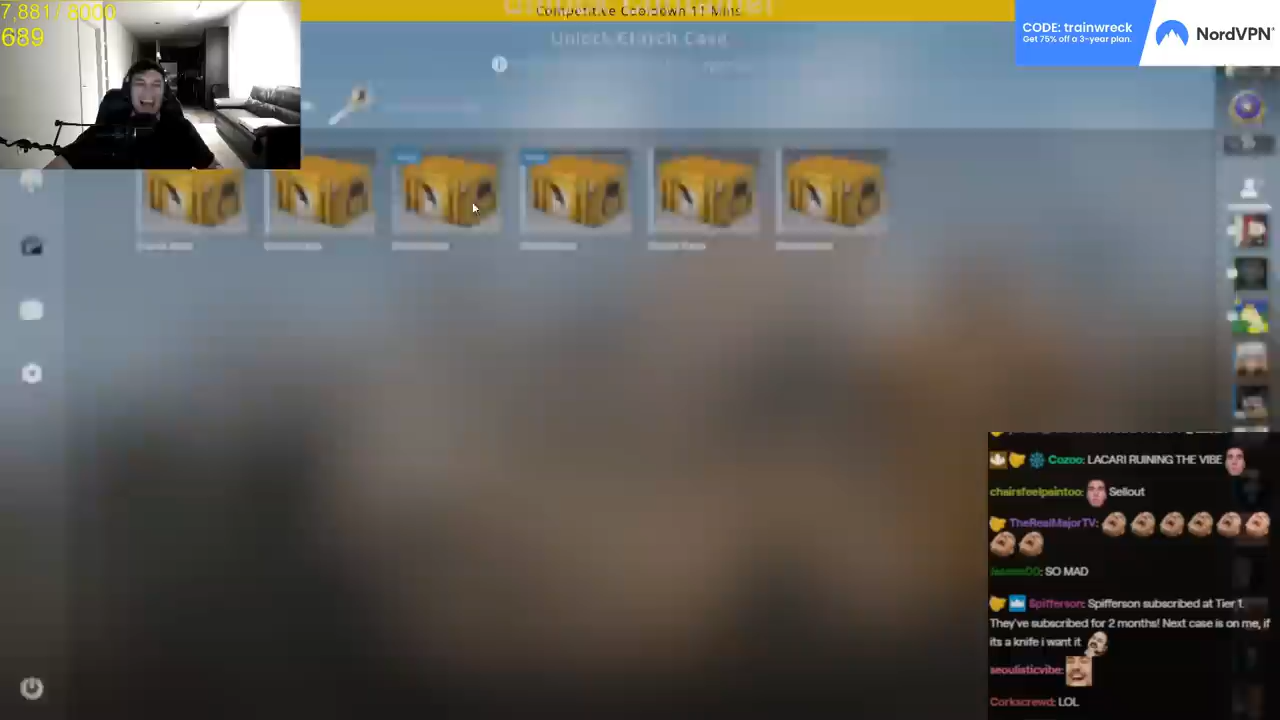 7,881/ 8000
689
Competitive Cooldown 11 Mins
Unlock Clutch Case
CODE: trainwreck
Get 75% off a 3-year plan.
NordVPN®
Cazoo: LACARI RUINING THE VIBE
chairsfeelpaintoo: Sellout
TheRealMajorTV:
SO MAD
Spifferson: Spifferson subscribed at Tier 1.
They've subscribed for 2 months! Next case is on me, if
its a knife i want it
seoulisticvibe:
Corkscrewd: LOL